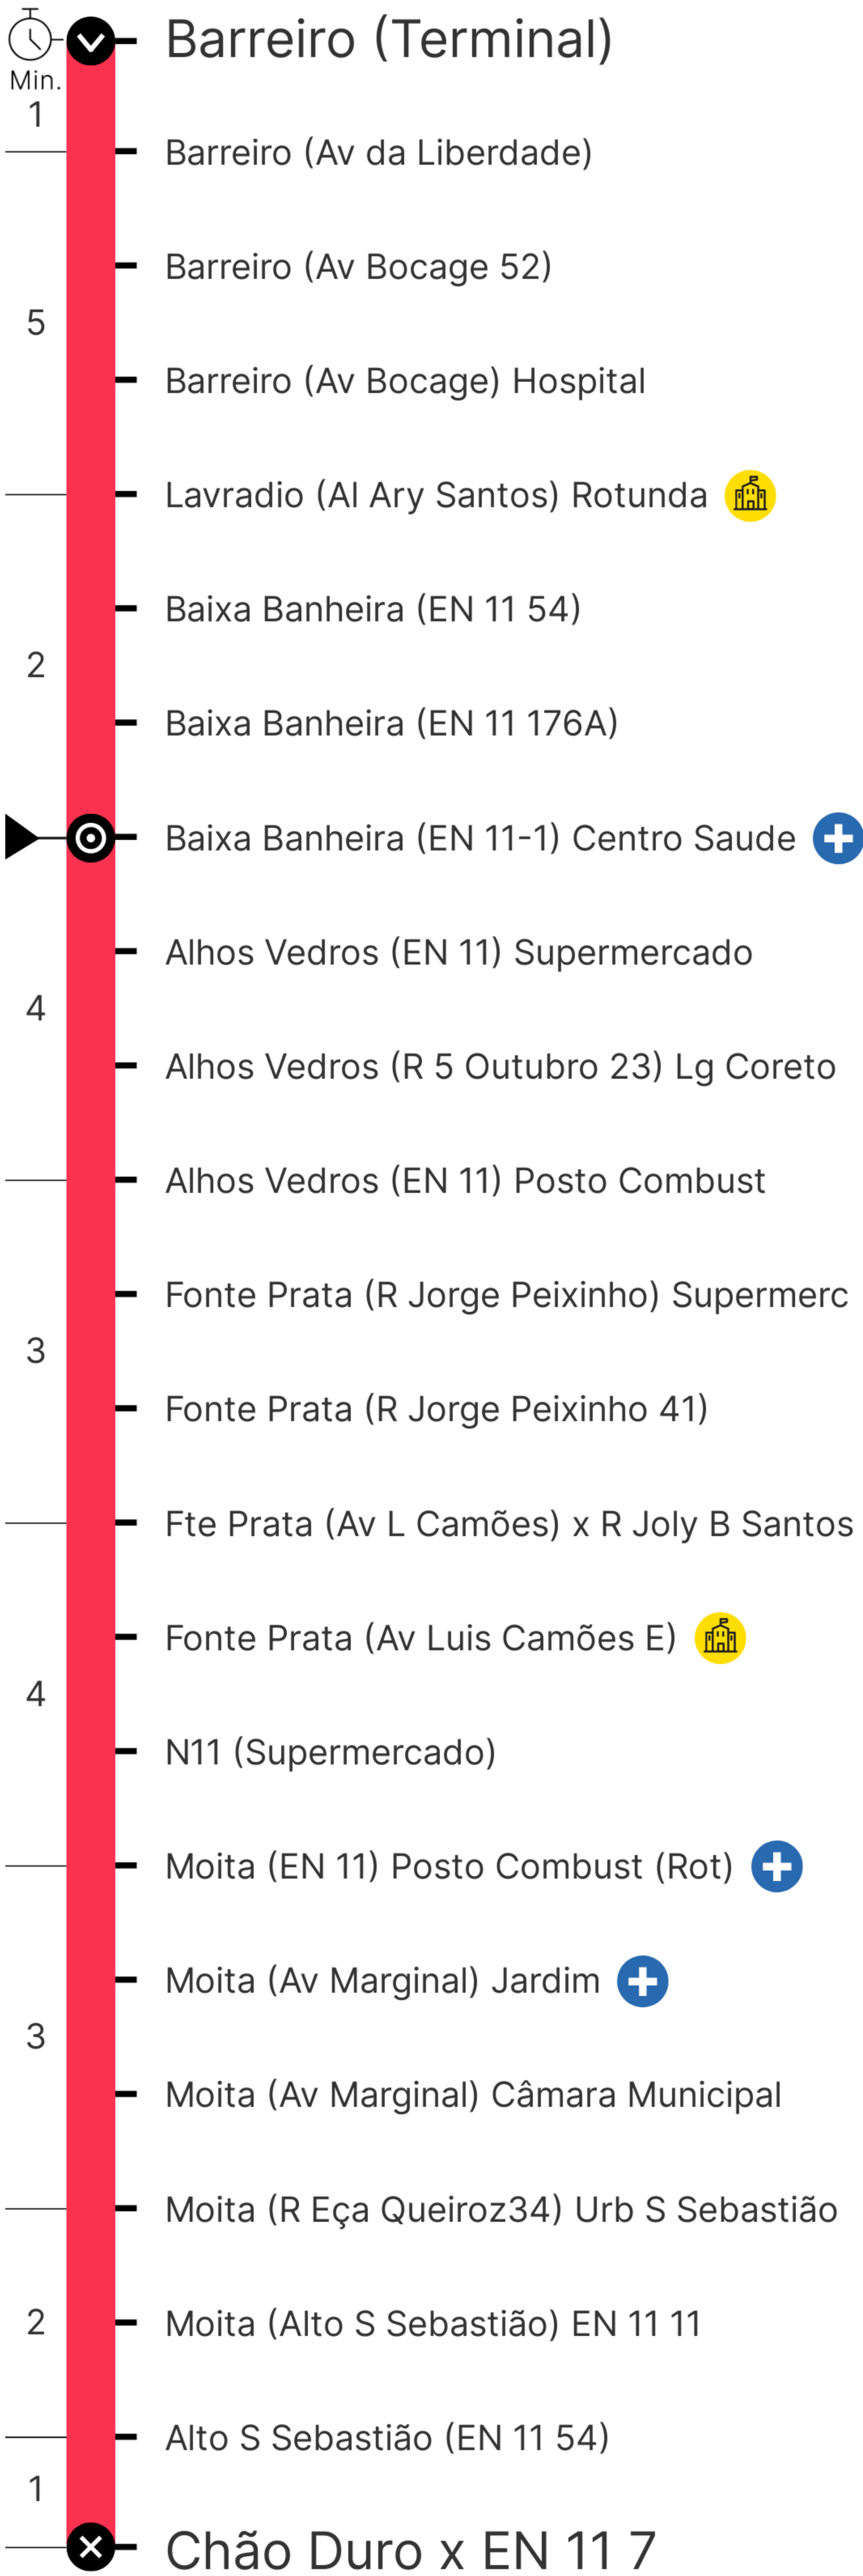 Barreiro (Terminal)
Min.
1
Barreiro (Av da Liberdade)
Barreiro (Av Bocage 52)
5
Barreiro (Av Bocage) Hospital
Lavradio (Al Ary Santos) Rotunda
Baixa Banheira (EN 11 54)
2
Baixa Banheira (EN 11 176A)
Baixa Banheira (EN 11-1) Centro Saude
Alhos Vedros (EN 11) Supermercado
4
Alhos Vedros (R 5 Outubro 23) Lg Coreto
Alhos Vedros (EN 11) Posto Combust
Fonte Prata (R Jorge Peixinho) Supermerc
3
Fonte Prata (R Jorge Peixinho 41)
Fte Prata (Av L Camões) x R Joly B Santos
Fonte Prata (Av Luis Camões E)
4
N11 (Supermercado)
Moita (EN 11) Posto Combust (Rot)
Moita (Av Marginal) Jardim
3
Moita (Av Marginal) Câmara Municipal
Moita (R Eça Queiroz34) Urb S Sebastião
2
Moita (Alto S Sebastião) EN 11 11
Alto S Sebastião (EN 11 54)
1
Chão Duro x EN 11 7